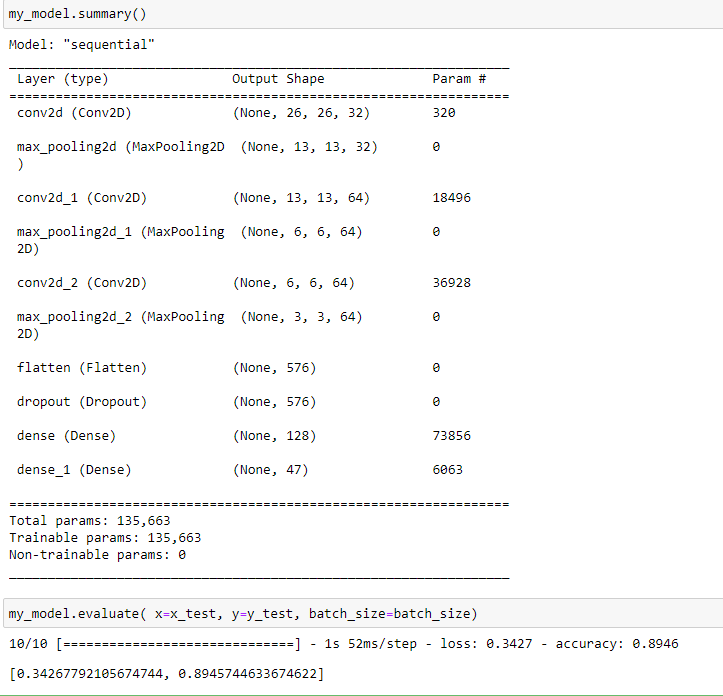 my_model.summary()
Model: "sequential"
Layer (type) Output Shape Param #
=================================================================
conv2d (Conv2D) (None, 26, 26, 32) 320
max_pooling2d (MaxPooling2D (None, 13, 13, 32) 0
)
conv2d_1 (Conv2D) (None, 13, 13, 64) 18496
max_pooling2d_1 (MaxPooling (None, 6, 6, 64) 0
2D)
conv2d_2 (Conv2D) (None, 6, 6, 64) 36928
max_pooling2d_2 (MaxPooling (None, 3, 3, 64) 0
2D)
flatten (Flatten) (None, 576) 0
dropout (Dropout) (None, 576) 0
dense (Dense) (None, 128) 73856
dense_1 (Dense) (None, 47) 6063
=================================================================
Total params: 135,663
Trainable params: 135,663
Non-trainable params: 0
my_model.evaluate( x=x_test, y=y_test, batch_size=batch_size)
10/10 [==============================] - 1s 52ms/step - loss: 0.3427 - accuracy: 0.8946
[0.34267792105674744, 0.8945744633674622]